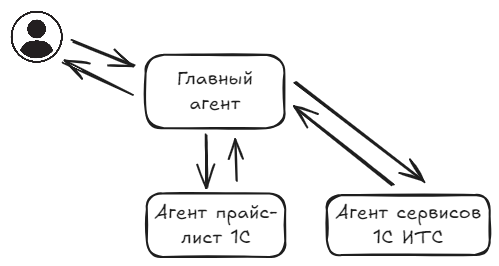 Главный
агент
Агент прайс-
лист 1С
Агент сервисов
1С ИТС